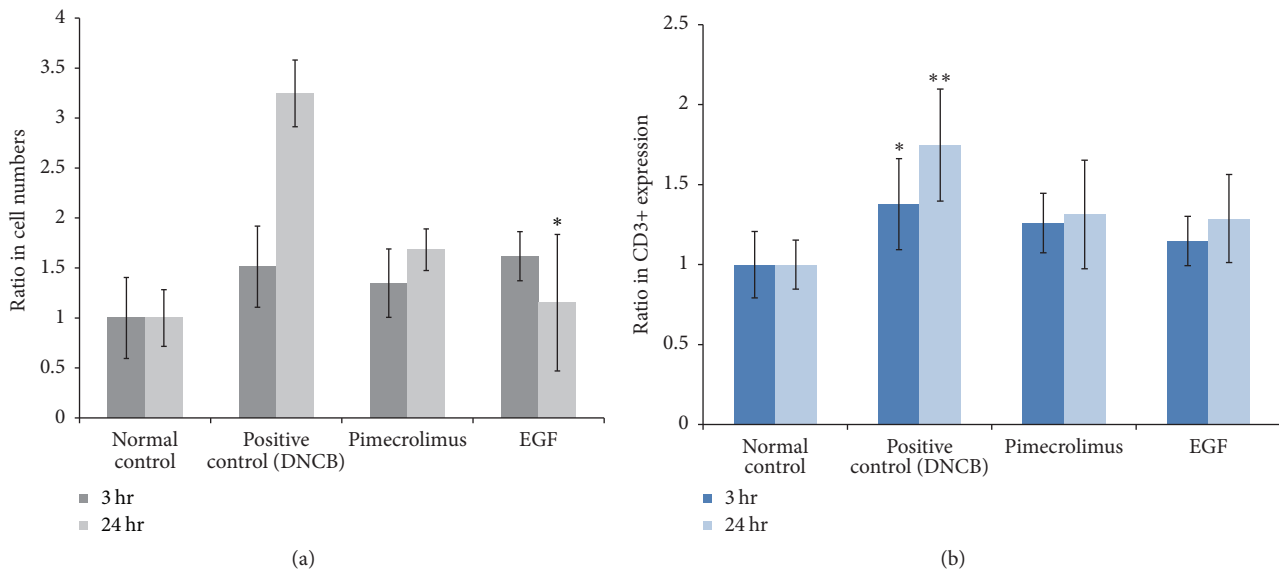 4
3.5
3
2.5
2
1.5
1
0.5
0
Ratio in cell numbers
*
Normal
control
Positive
control (DNCB)
Pimecrolimus
EGF
3 hr
24 hr
(a)
2.5
2
1.5
1
0.5
0
Ratio in CD3+ expression
*
**
Normal
control
Positive
control (DNCB)
Pimecrolimus
EGF
3 hr
24 hr
(b)